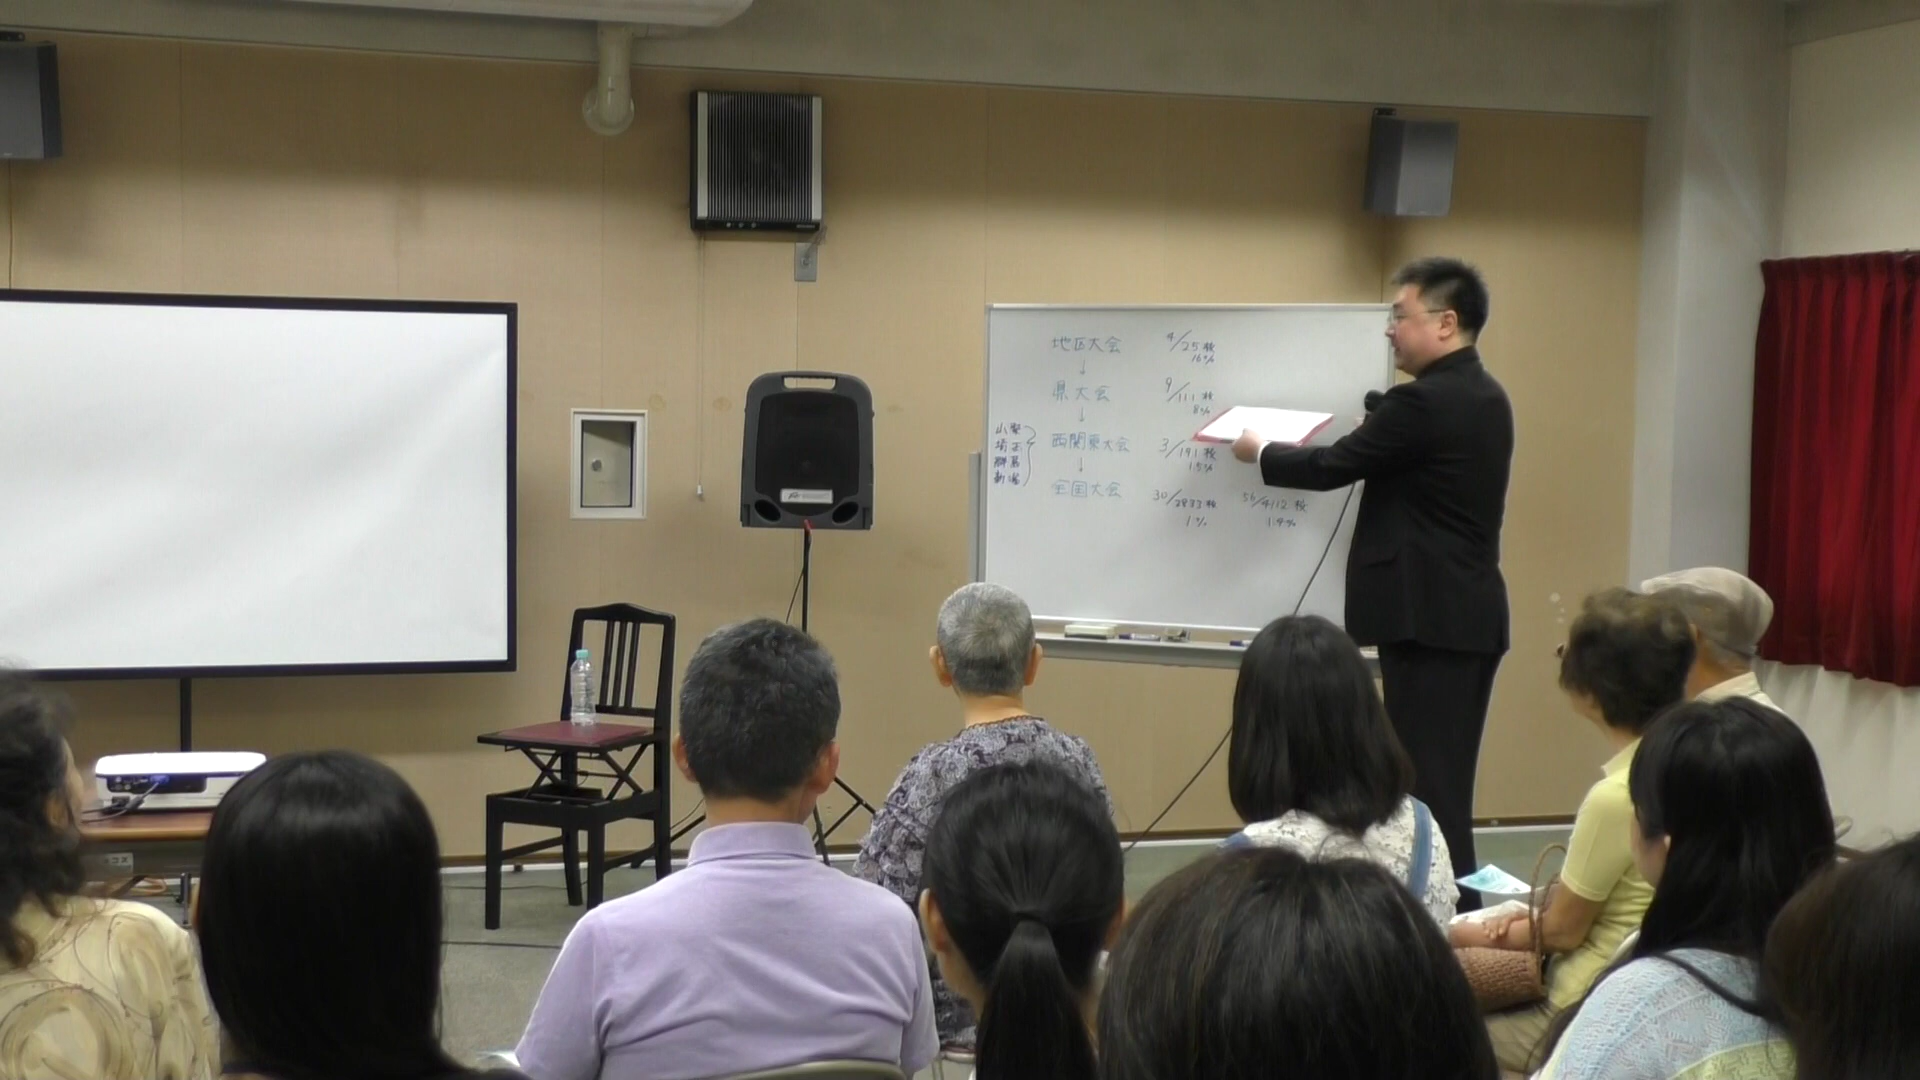 地区大会 4/25校
16%
↓
県大会 9/111校
8%
↓
山梨
埼玉
群馬
新潟
西関東大会 3/191校
1.5%
↓
全国大会 30/2833校 56/4112校
1% 1.4%